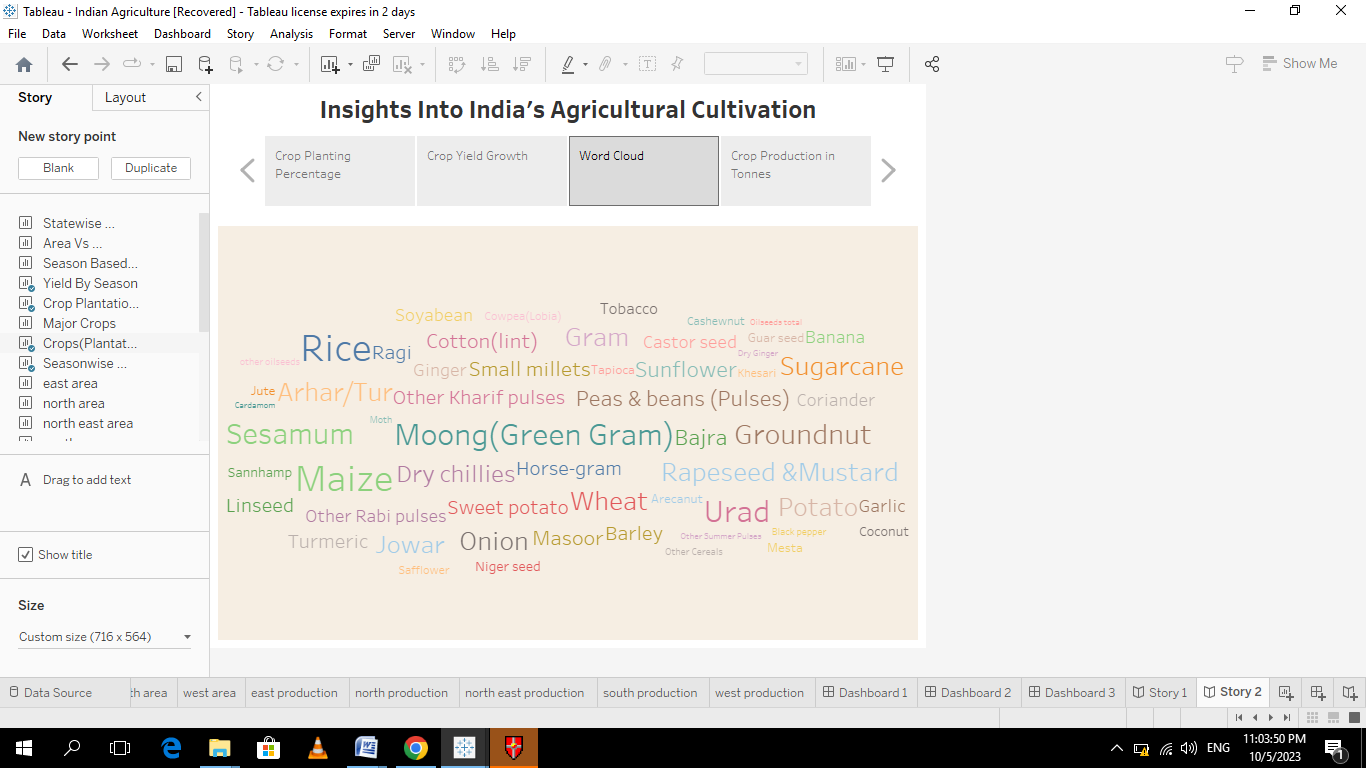 Tableau - Indian Agriculture [Recovered] - Tableau license expires in 2 days
File Data Worksheet Dashboard Story Analysis Format Server Window Help
Show Me
Story Layout
New story point
Blank Duplicate
Statewise ...
Area Vs ...
Season Based...
Yield By Season
Crop Plantatio...
Major Crops
Crops(Plantat...
Seasonwise ...
east area
north area
north east area
A Drag to add text
Show title
Size
Custom size (716 x 564)
Insights Into India's Agricultural Cultivation
Crop Planting
Percentage
Crop Yield Growth
Word Cloud
Crop Production in
Tonnes
Soyabean Cowpea(Lobia) Tobacco
Cashewnut Oilseeds total
Rice Ragi Cotton(lint) Gram Castor seed Guar seed Banana
Dry Ginger
other oilseeds Ginger Small millets Tapioca Sunflower Khesari Sugarcane
Jute Arhar/Tur Other Kharif pulses Peas & beans (Pulses) Coriander
Cardamom
Moth
Sesamum Moong(Green Gram) Bajra Groundnut
Sannhamp Maize Dry chillies Horse-gram Rapeseed &Mustard
Linseed Other Rabi pulses Sweet potato Wheat Arecanut Urad Potato Garlic
Turmeric Jowar Onion Masoor Barley Other Summer Pulses Black pepper Coconut
Other Cereals Mesta
Safflower Niger seed
Data Source th area west area east production north production north east production south production west production Dashboard 1 Dashboard 2 Dashboard 3 Story 1 Story 2
ENG 11:03:50 PM
10/5/2023
1